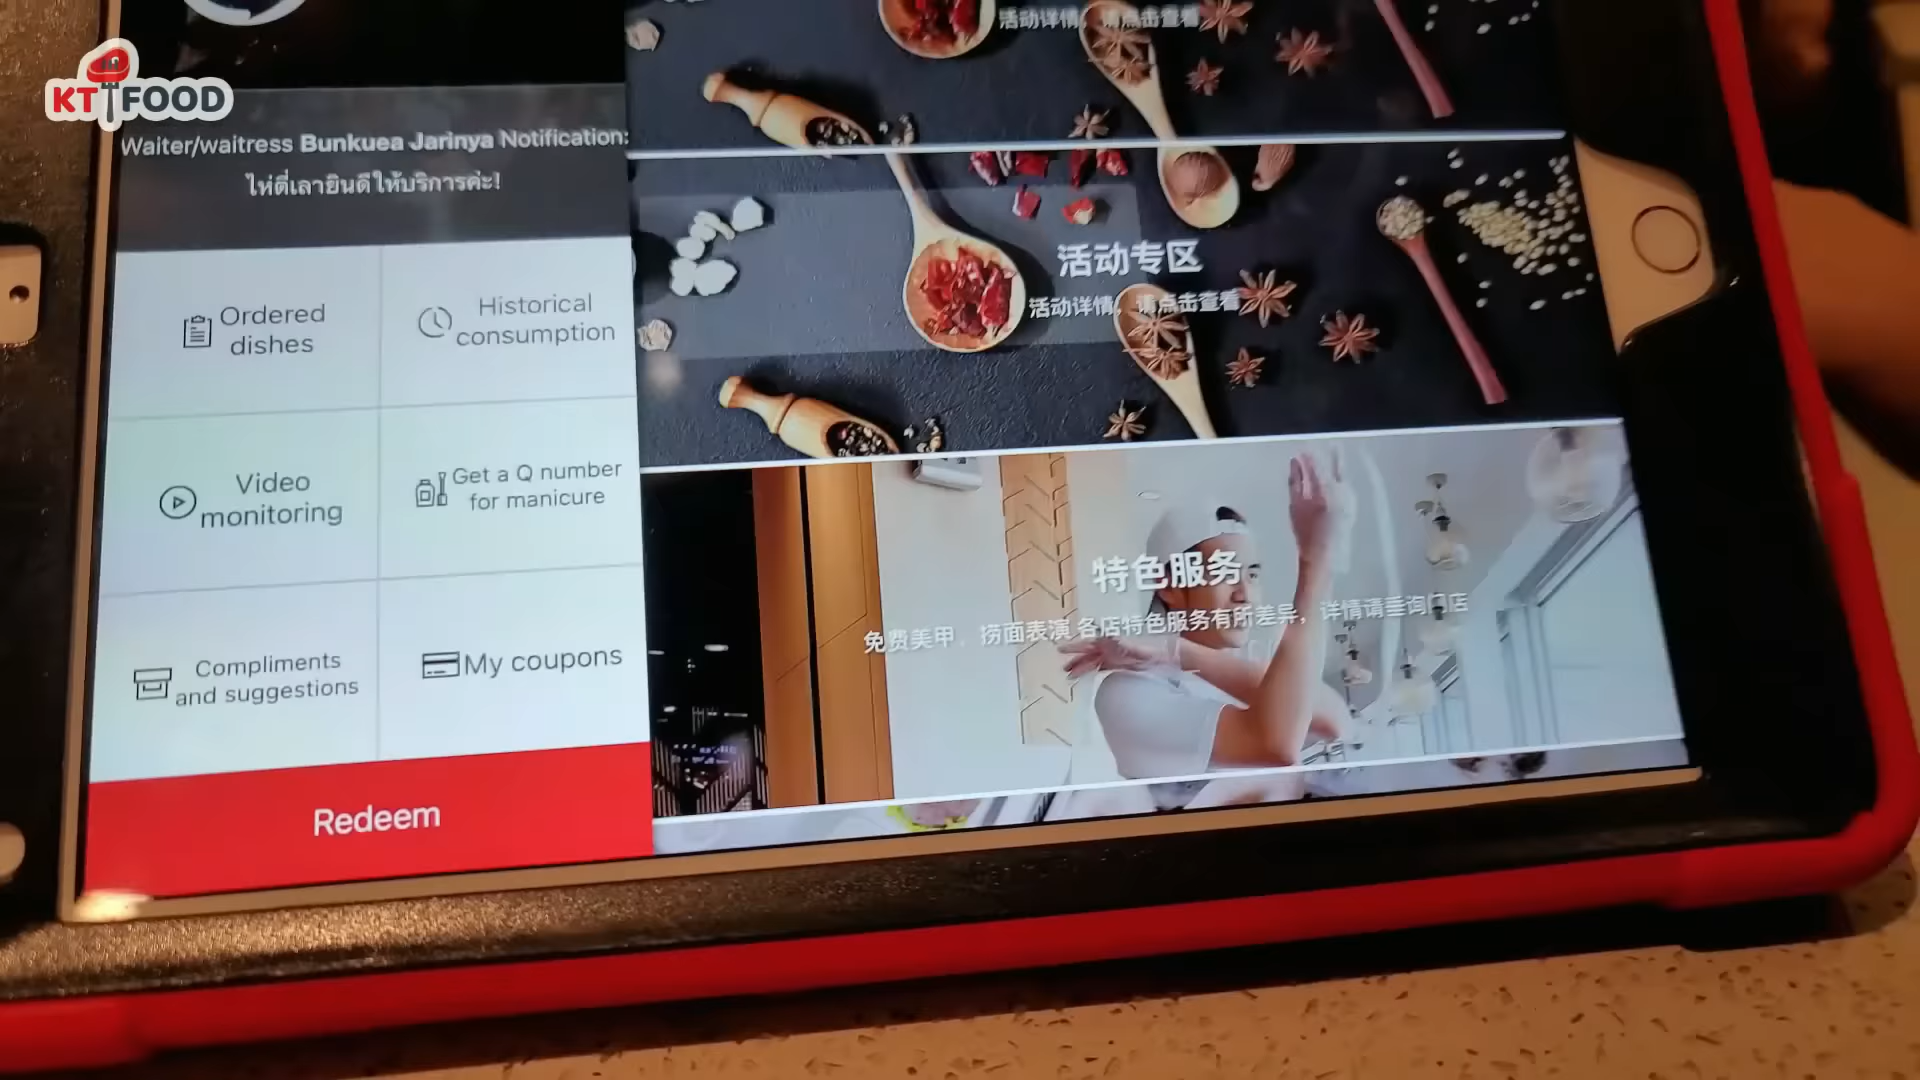 KT FOOD
Waiter/waitress Bunkuea Jarinya Notification:
ไห่ตี่เลายินดีให้บริการค่ะ!
Ordered
dishes
Historical
consumption
Video
monitoring
Get a Q number
for manicure
Compliments
and suggestions
My coupons
Redeem
活动详情，请点击查看
活动专区
活动详情，请点击查看
特色服务
免费美甲，捞面表演 各店特色服务有所差异，详情请垂询门店